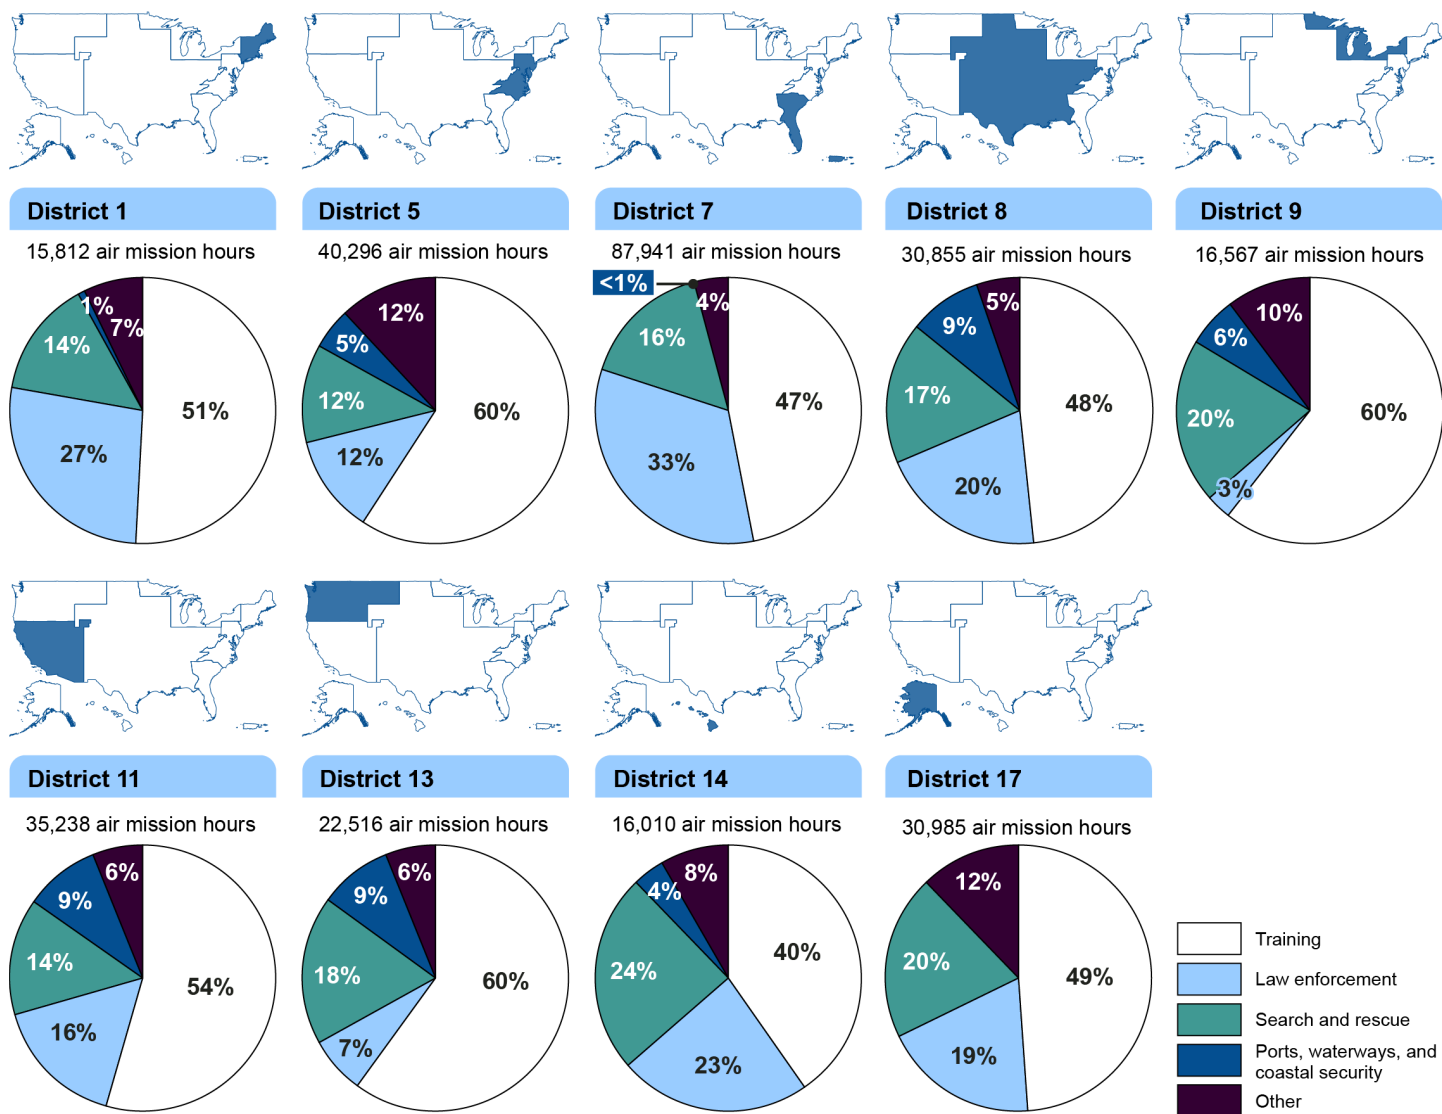 District 1
15,812 air mission hours
1%
7%
14%
51%
27%
District 5
40,296 air mission hours
12%
5%
12%
60%
12%
District 7
87,941 air mission hours
<1%
4%
16%
47%
33%
District 8
30,855 air mission hours
5%
9%
17%
48%
20%
District 9
16,567 air mission hours
10%
6%
20%
60%
3%
District 11
35,238 air mission hours
6%
9%
14%
54%
16%
District 13
22,516 air mission hours
6%
9%
18%
60%
7%
District 14
16,010 air mission hours
8%
4%
40%
24%
23%
District 17
30,985 air mission hours
12%
20%
49%
19%
Training
Law enforcement
Search and rescue
Ports, waterways, and
coastal security
Other